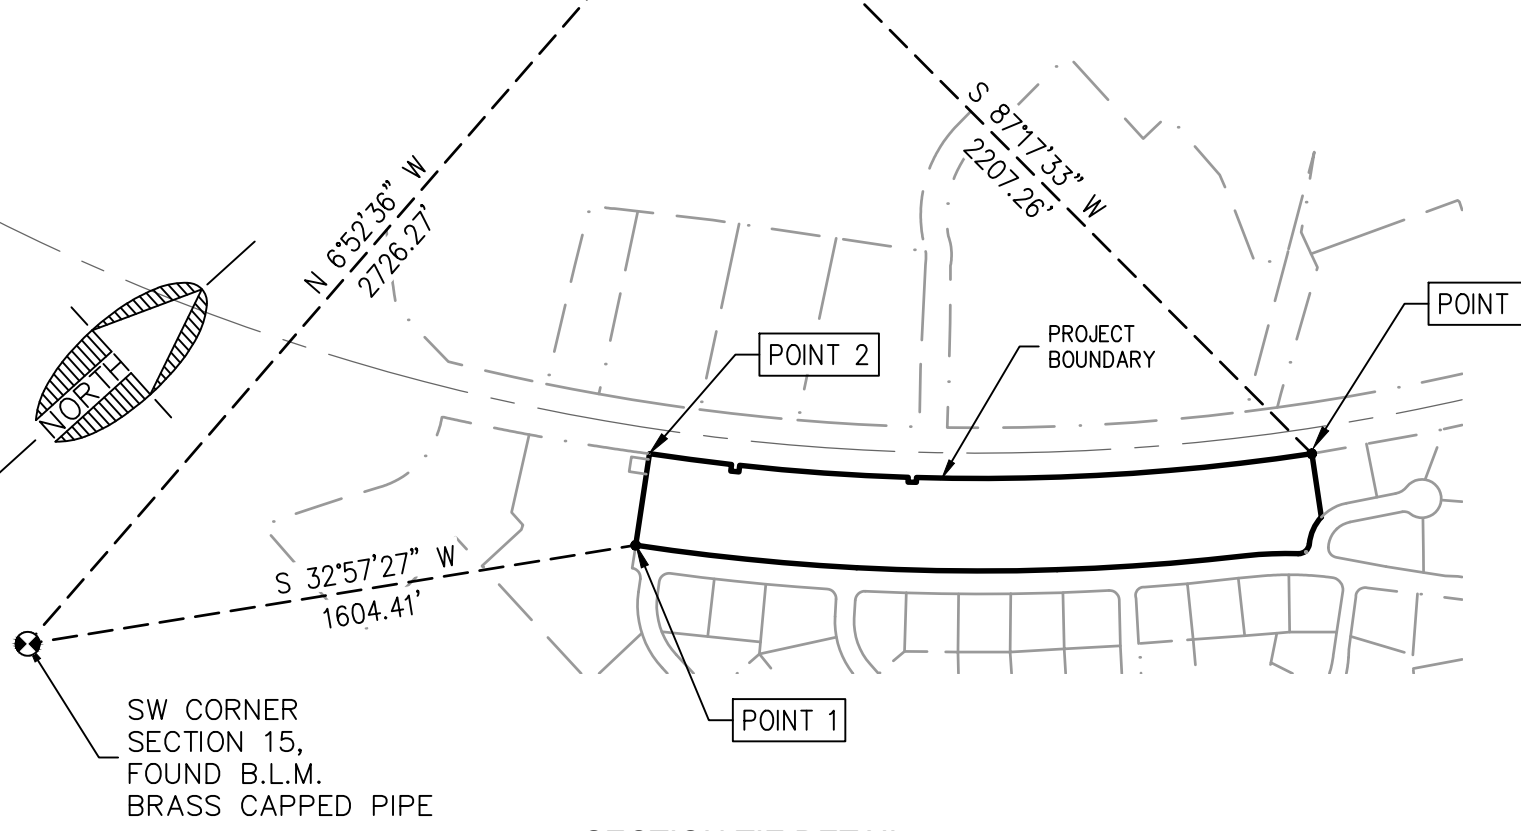 S 87°17'33" W
2207.26'
N 6°52'36" W
2726.27'
NORTH
POINT
PROJECT
BOUNDARY
POINT 2
S 32°57'27" W
1604.41'
POINT 1
SW CORNER
SECTION 15,
FOUND B.L.M.
BRASS CAPPED PIPE